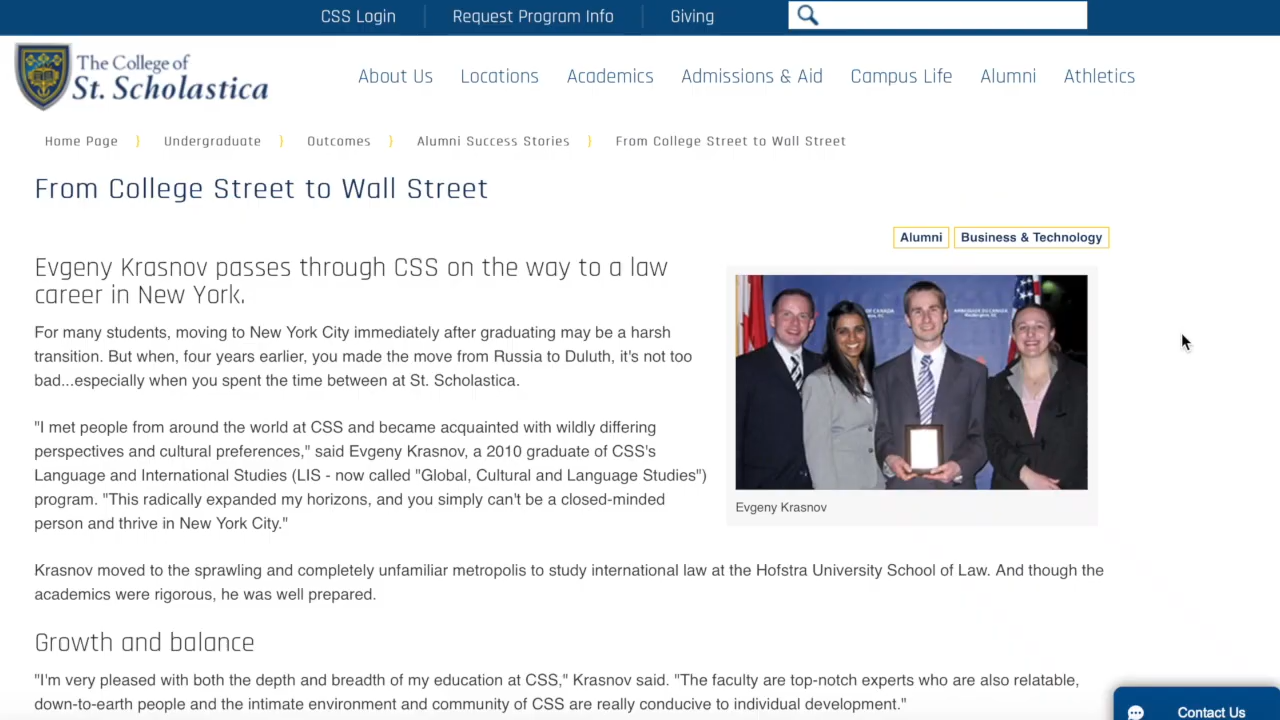 CSS Login
Request Program Info
Giving
The College of
St. Scholastica
About Us
Locations
Academics
Admissions & Aid
Campus Life
Alumni
Athletics
Home Page ) Undergraduate ) Outcomes ) Alumni Success Stories ) From College Street to Wall Street
From College Street to Wall Street
Alumni
Business & Technology
Evgeny Krasnov passes through CSS on the way to a law
career in New York.
For many students, moving to New York City immediately after graduating may be a harsh
transition. But when, four years earlier, you made the move from Russia to Duluth, it's not too
bad...especially when you spent the time between at St. Scholastica.
"I met people from around the world at CSS and became acquainted with wildly differing
perspectives and cultural preferences," said Evgeny Krasnov, a 2010 graduate of CSS's
Language and International Studies (LIS - now called "Global, Cultural and Language Studies")
program. "This radically expanded my horizons, and you simply can't be a closed-minded
person and thrive in New York City."
Evgeny Krasnov
Krasnov moved to the sprawling and completely unfamiliar metropolis to study international law at the Hofstra University School of Law. And though the
academics were rigorous, he was well prepared.
Growth and balance
"I'm very pleased with both the depth and breadth of my education at CSS," Krasnov said. "The faculty are top-notch experts who are also relatable,
down-to-earth people and the intimate environment and community of CSS are really conducive to individual development."
Contact Us